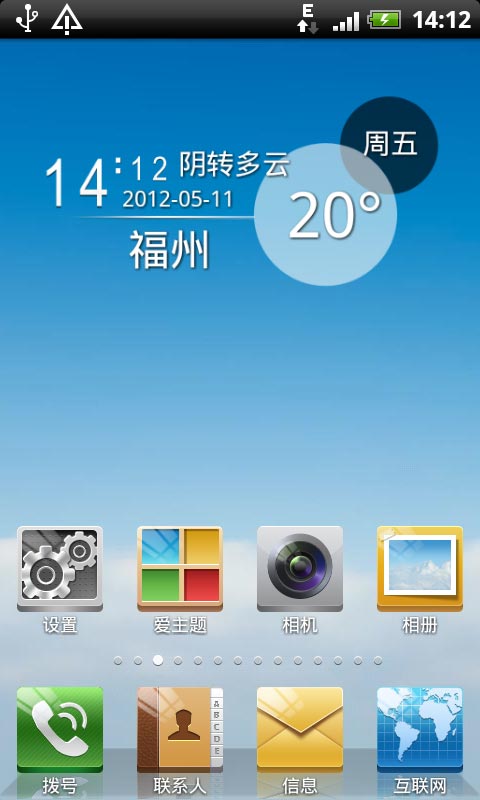 E 14:12
周五
14:12 阴转多云
2012-05-11
20°
福州
设置 爱主题 相机 相册
A
B
C
D
E
拨号 联系人 信息 互联网